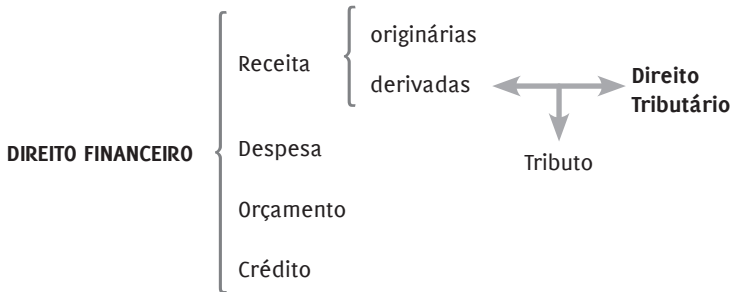 originárias
Receita
derivadas
Direito
Tributário
DIREITO FINANCEIRO
Despesa
Tributo
Orçamento
Crédito